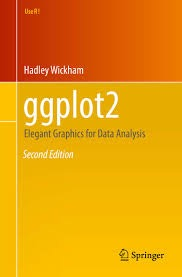 Use R!
Hadley Wickham
ggplot2
Elegant Graphics for Data Analysis
Second Edition
Springer